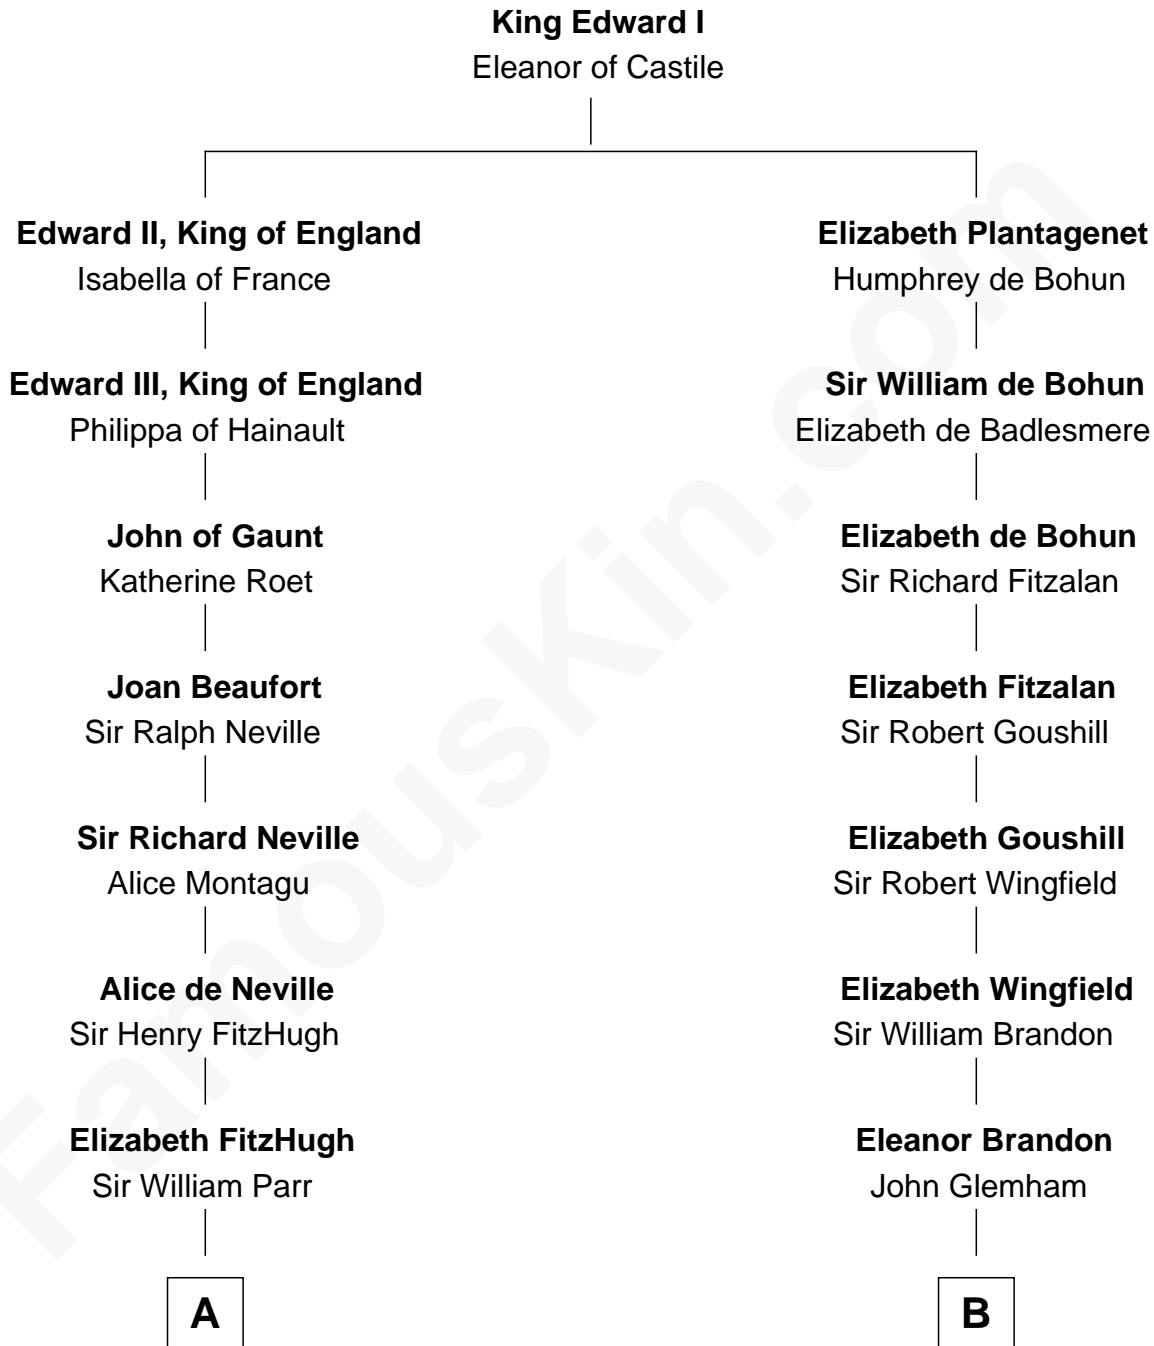 King Edward I
Eleanor of Castile
Edward II, King of England
Isabella of France
Elizabeth Plantagenet
Humphrey de Bohun
Edward III, King of England
Philippa of Hainault
Sir William de Bohun
Elizabeth de Badlesmere
John of Gaunt
Katherine Roet
Elizabeth de Bohun
Sir Richard Fitzalan
Joan Beaufort
Sir Ralph Neville
Elizabeth Fitzalan
Sir Robert Goushill
Sir Richard Neville
Alice Montagu
Elizabeth Goushill
Sir Robert Wingfield
Alice de Neville
Sir Henry FitzHugh
Elizabeth Wingfield
Sir William Brandon
Elizabeth FitzHugh
Sir William Parr
Eleanor Brandon
John Glemham
A
B
FamousKin.com